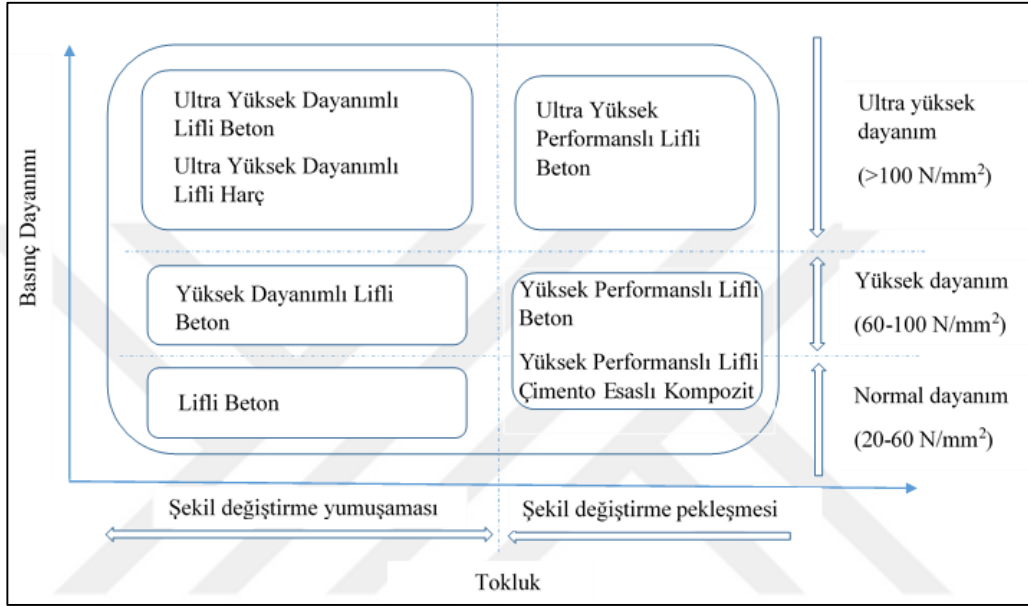 Basınç Dayanımı
Ultra Yüksek Dayanımlı
Lifli Beton
Ultra Yüksek Dayanımlı
Lifli Harç
Ultra Yüksek
Performanslı Lifli
Beton
Ultra yüksek
dayanım
(>100 N/mm²)
Yüksek Dayanımlı Lifli
Beton
Yüksek Performanslı Lifli
Beton
Yüksek Performanslı Lifli
Çimento Esaslı Kompozit
Yüksek dayanım
(60-100 N/mm²)
Lifli Beton
Normal dayanım
(20-60 N/mm²)
Şekil değiştirme yumuşaması
Şekil değiştirme pekleşmesi
Tokluk